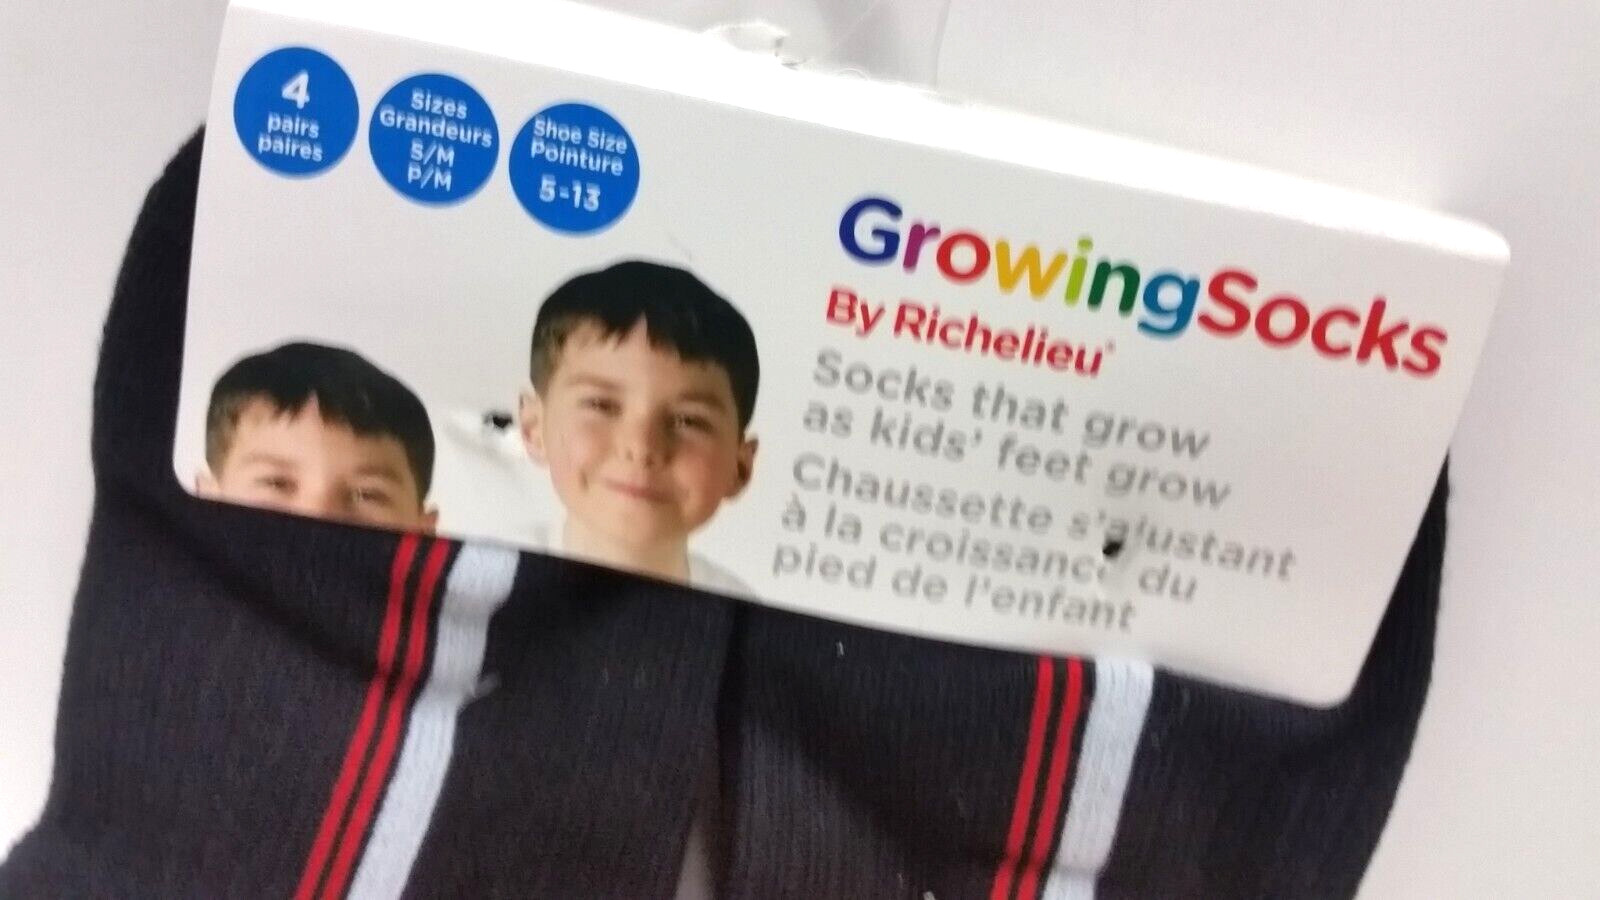 4
pairs
paires
Sizes
Grandeurs
S/M
P/M
Shoe Size
Pointure
5-13
GrowingSocks
By Richelieu
Socks that grow
as kids' feet grow
Chaussette s'ajustant
à la croissance du
pied de l'enfant